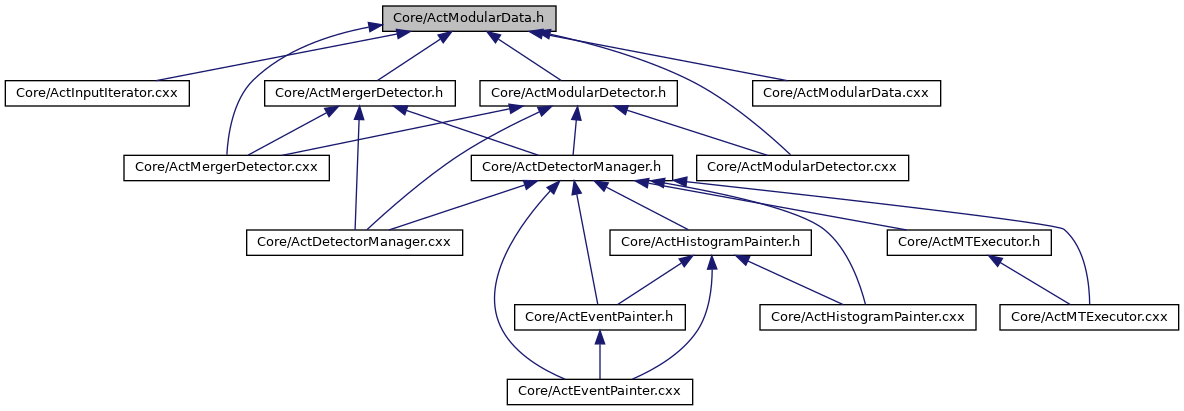 Core/ActModularData.h
Core/ActInputIterator.cxx
Core/ActMergerDetector.h
Core/ActModularDetector.h
Core/ActModularData.cxx
Core/ActMergerDetector.cxx
Core/ActDetectorManager.h
Core/ActModularDetector.cxx
Core/ActDetectorManager.cxx
Core/ActHistogramPainter.h
Core/ActMTExecutor.h
Core/ActEventPainter.h
Core/ActHistogramPainter.cxx
Core/ActMTExecutor.cxx
Core/ActEventPainter.cxx